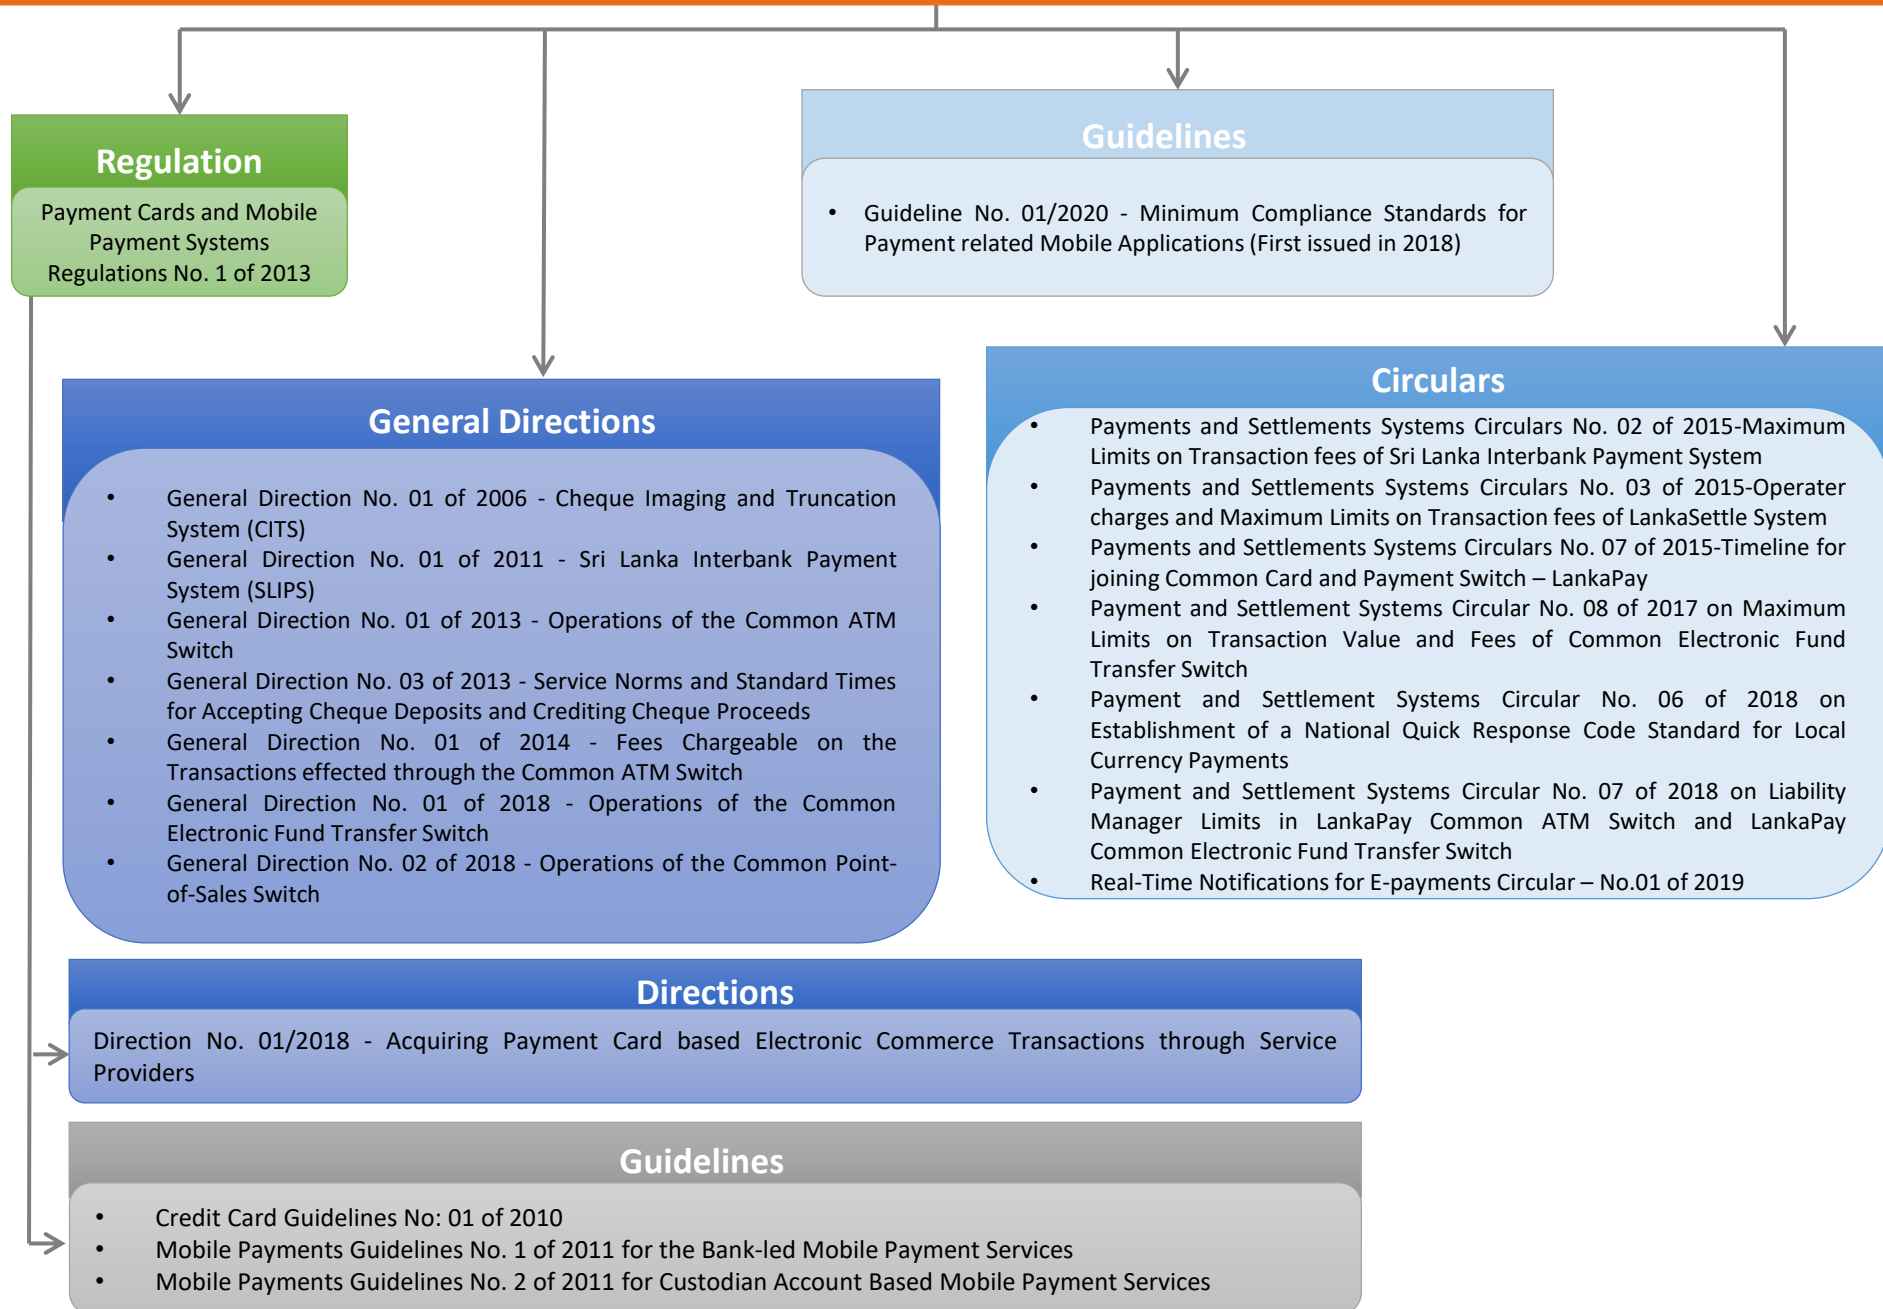 Regulation
Payment Cards and Mobile
Payment Systems
Regulations No. 1 of 2013
Guidelines
• Guideline No. 01/2020 - Minimum Compliance Standards for
Payment related Mobile Applications (First issued in 2018)
General Directions
• General Direction No. 01 of 2006 - Cheque Imaging and Truncation
System (CITS)
• General Direction No. 01 of 2011 - Sri Lanka Interbank Payment
System (SLIPS)
• General Direction No. 01 of 2013 - Operations of the Common ATM
Switch
• General Direction No. 03 of 2013 - Service Norms and Standard Times
for Accepting Cheque Deposits and Crediting Cheque Proceeds
• General Direction No. 01 of 2014 - Fees Chargeable on the
Transactions effected through the Common ATM Switch
• General Direction No. 01 of 2018 - Operations of the Common
Electronic Fund Transfer Switch
• General Direction No. 02 of 2018 - Operations of the Common Point-
of-Sales Switch
Circulars
• Payments and Settlements Systems Circulars No. 02 of 2015-Maximum
Limits on Transaction fees of Sri Lanka Interbank Payment System
• Payments and Settlements Systems Circulars No. 03 of 2015-Operater
charges and Maximum Limits on Transaction fees of LankaSettle System
• Payments and Settlements Systems Circulars No. 07 of 2015-Timeline for
joining Common Card and Payment Switch – LankaPay
• Payment and Settlement Systems Circular No. 08 of 2017 on Maximum
Limits on Transaction Value and Fees of Common Electronic Fund
Transfer Switch
• Payment and Settlement Systems Circular No. 06 of 2018 on
Establishment of a National Quick Response Code Standard for Local
Currency Payments
• Payment and Settlement Systems Circular No. 07 of 2018 on Liability
Manager Limits in LankaPay Common ATM Switch and LankaPay
Common Electronic Fund Transfer Switch
• Real-Time Notifications for E-payments Circular – No.01 of 2019
Directions
Direction No. 01/2018 - Acquiring Payment Card based Electronic Commerce Transactions through Service
Providers
Guidelines
• Credit Card Guidelines No: 01 of 2010
• Mobile Payments Guidelines No. 1 of 2011 for the Bank-led Mobile Payment Services
• Mobile Payments Guidelines No. 2 of 2011 for Custodian Account Based Mobile Payment Services